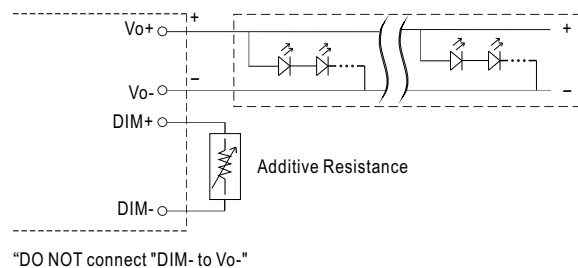 Vo+
+
+
–
Vo-
–
DIM+
Additive Resistance
DIM-
“DO NOT connect "DIM- to Vo-"